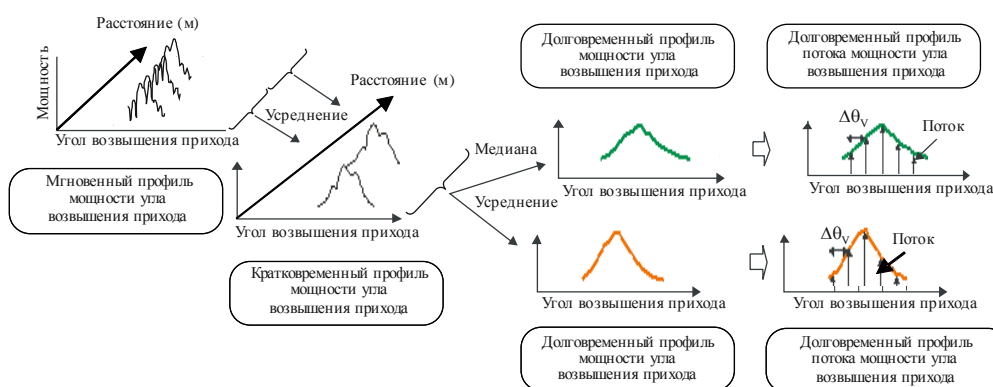 Расстояние (м)
Мощность
Угол возвышения прихода
Мгновенный профиль
мощности угла
возвышения прихода
Усреднение
Расстояние (м)
Угол возвышения прихода
Кратковременный профиль
мощности угла
возвышения прихода
Медиана
Усреднение
Долговременный профиль
мощности угла
возвышения прихода
Угол возвышения прихода
Долговременный профиль
потока мощности угла
возвышения прихода
Δθv
Поток
Угол возвышения прихода
Угол возвышения прихода
Долговременный профиль
мощности угла
возвышения прихода
Δθv
Поток
Угол возвышения прихода
Долговременный профиль
потока мощности угла
возвышения прихода